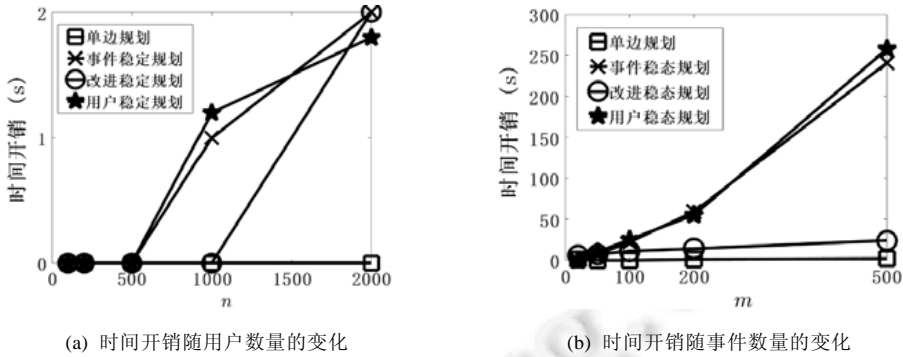 2
1
0
时间开销 (s)
单边规划
事件稳定规划
改进稳定规划
用户稳定规划
0 500 1000 1500 2000
n
(a) 时间开销随用户数量的变化
300
250
200
150
100
50
0
时间开销 (s)
单边规划
事件稳态规划
改进稳态规划
用户稳态规划
0 100 200 500
m
(b) 时间开销随事件数量的变化